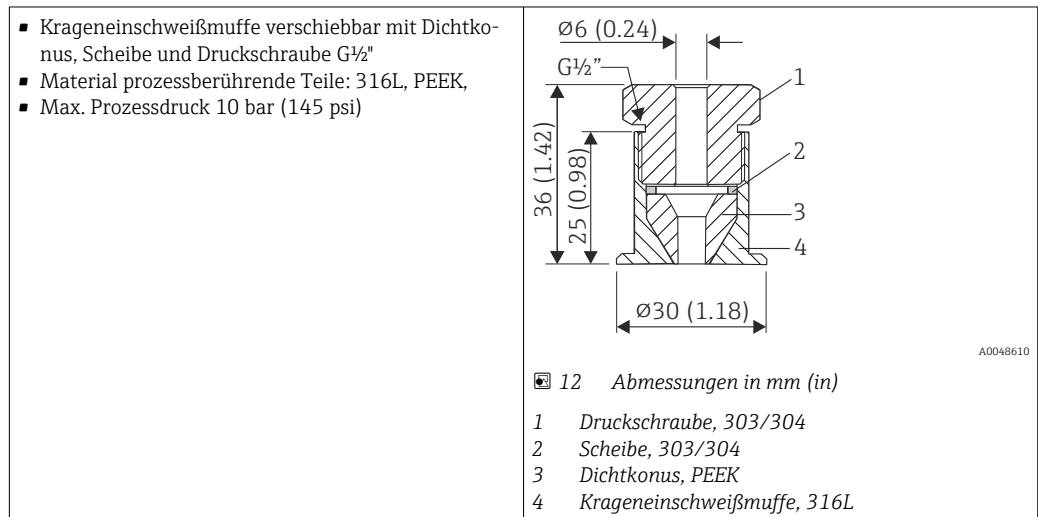 ▪ Krageneinschweißmuffe verschiebbar mit Dichtko-
nus, Scheibe und Druckschraube G½"
▪ Material prozessberührende Teile: 316L, PEEK,
▪ Max. Prozessdruck 10 bar (145 psi)
ø6 (0.24)
G½”
1
2
3
4
36 (1.42)
25 (0.98)
ø30 (1.18)
A0048610
12 Abmessungen in mm (in)
1 Druckschraube, 303/304
2 Scheibe, 303/304
3 Dichtkonus, PEEK
4 Krageneinschweißmuffe, 316L